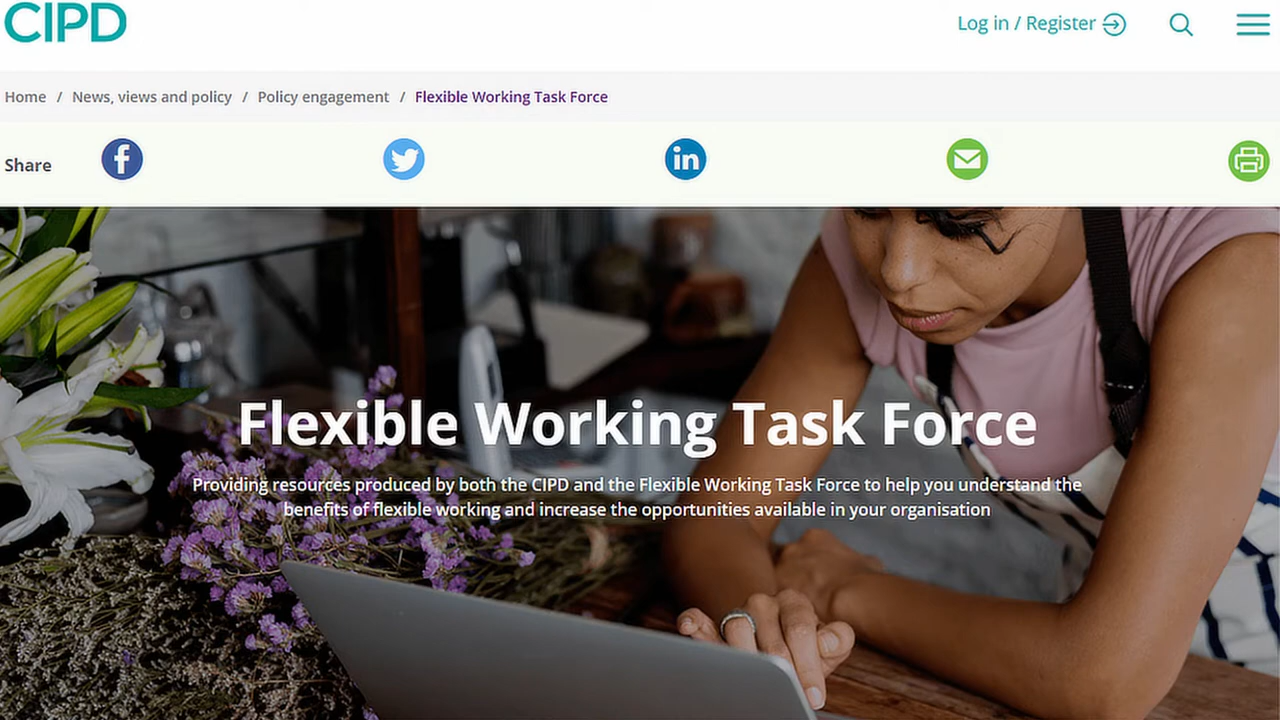 CIPD
Log in / Register
Home / News, views and policy / Policy engagement / Flexible Working Task Force
Share
Flexible Working Task Force
Providing resources produced by both the CIPD and the Flexible Working Task Force to help you understand the
benefits of flexible working and increase the opportunities available in your organisation